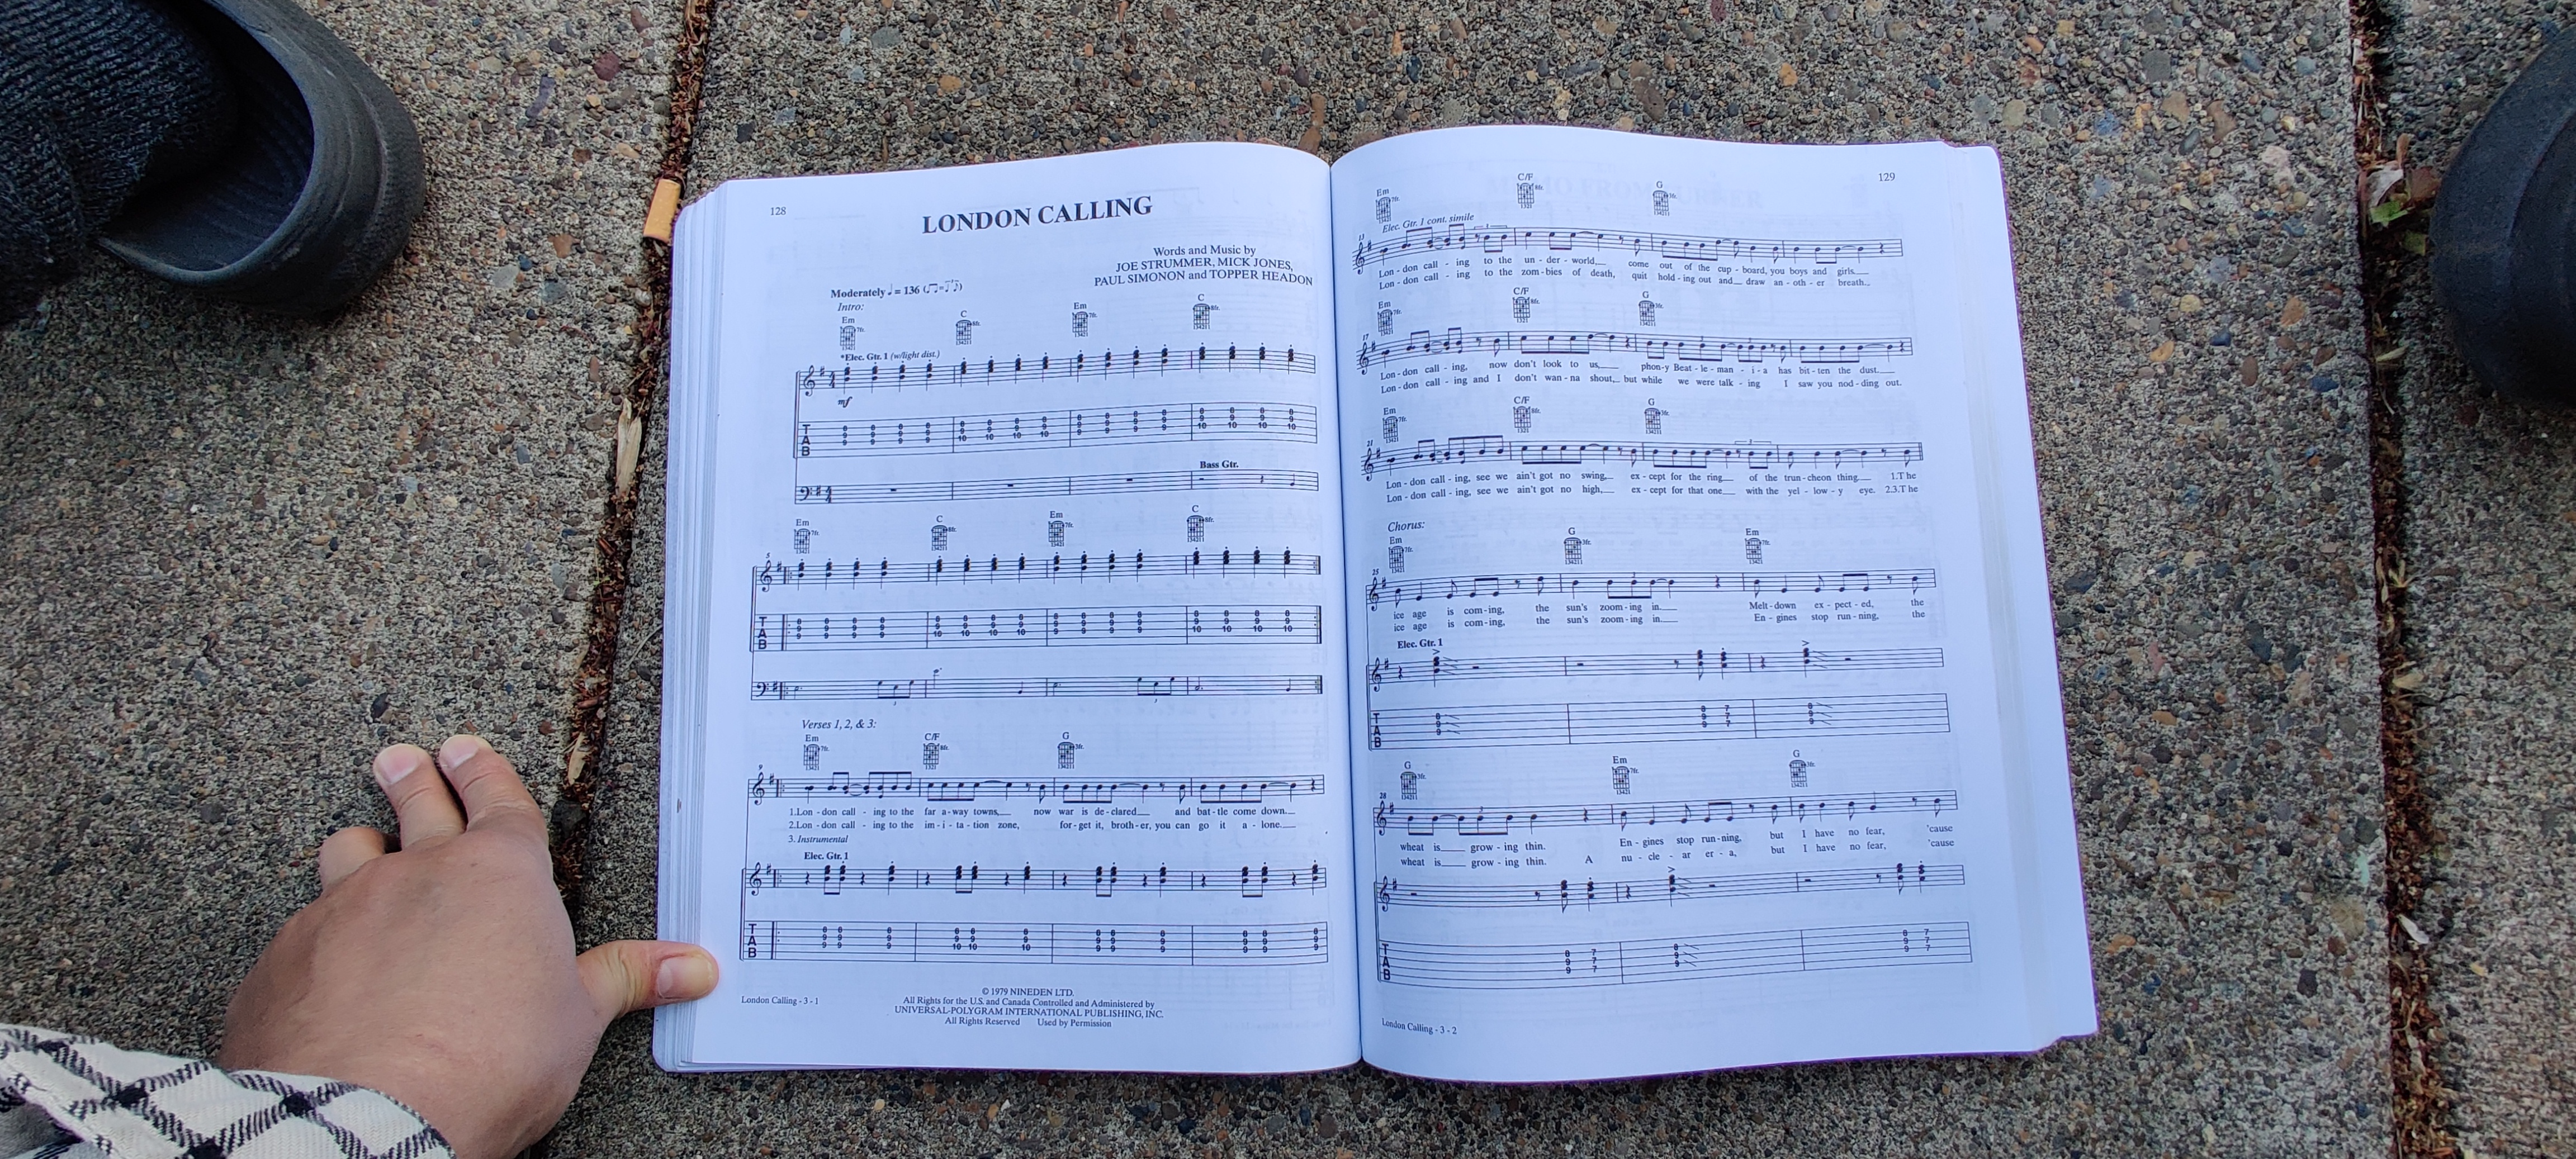 128
LONDON CALLING
Words and Music by
JOE STRUMMER, MICK JONES,
PAUL SIMONON and TOPPER HEADON
Moderately ♩ = 136
Intro:
Em C Em C
*Elec. Gtr. 1 (w/light dist.)
mf
Bass Gtr.
Em C Em C
5
Verses 1, 2, & 3:
Em C/F G
9
1.Lon - don call - ing to the far a - way towns, now war is de - clared and bat - tle come down.
2.Lon - don call - ing to the im - i - ta - tion zone, for - get it, broth - er, you can go it a - lone.
3. Instrumental
Elec. Gtr. 1
© 1979 NINEDEN LTD.
All Rights for the U.S. and Canada Controlled and Administered by
UNIVERSAL-POLYGRAM INTERNATIONAL PUBLISHING, INC.
All Rights Reserved Used by Permission
London Calling - 3 - 1
129
Em C/F G
Elec. Gtr. 1 cont. simile
13
Lon - don call - ing to the un - der - world, come out of the cup - board, you boys and girls.
Lon - don call - ing to the zom - bies of death, quit hold - ing out and draw an - oth - er breath.
Em C/F G
17
Lon - don call - ing, now don't look to us, phon - y Beat - le - man - i - a has bit - ten the dust.
Lon - don call - ing and I don't wan - na shout, but while we were talk - ing I saw you nod - ding out.
Em C/F G
21
Lon - don call - ing, see we ain't got no swing, ex - cept for the ring of the trun - cheon thing. 1.The
Lon - don call - ing, see we ain't got no high, ex - cept for that one with the yel - low - y eye. 2.3.The
Chorus:
Em G Em
25
ice age is com - ing, the sun's zoom - ing in. Melt - down ex - pect - ed, the
ice age is com - ing, the sun's zoom - ing in. En - gines stop run - ning, the
Elec. Gtr. 1
G Em G
28
wheat is grow - ing thin. En - gines stop run - ning, but I have no fear, 'cause
wheat is grow - ing thin. A nu - cle - ar er - a, but I have no fear, 'cause
London Calling - 3 - 2